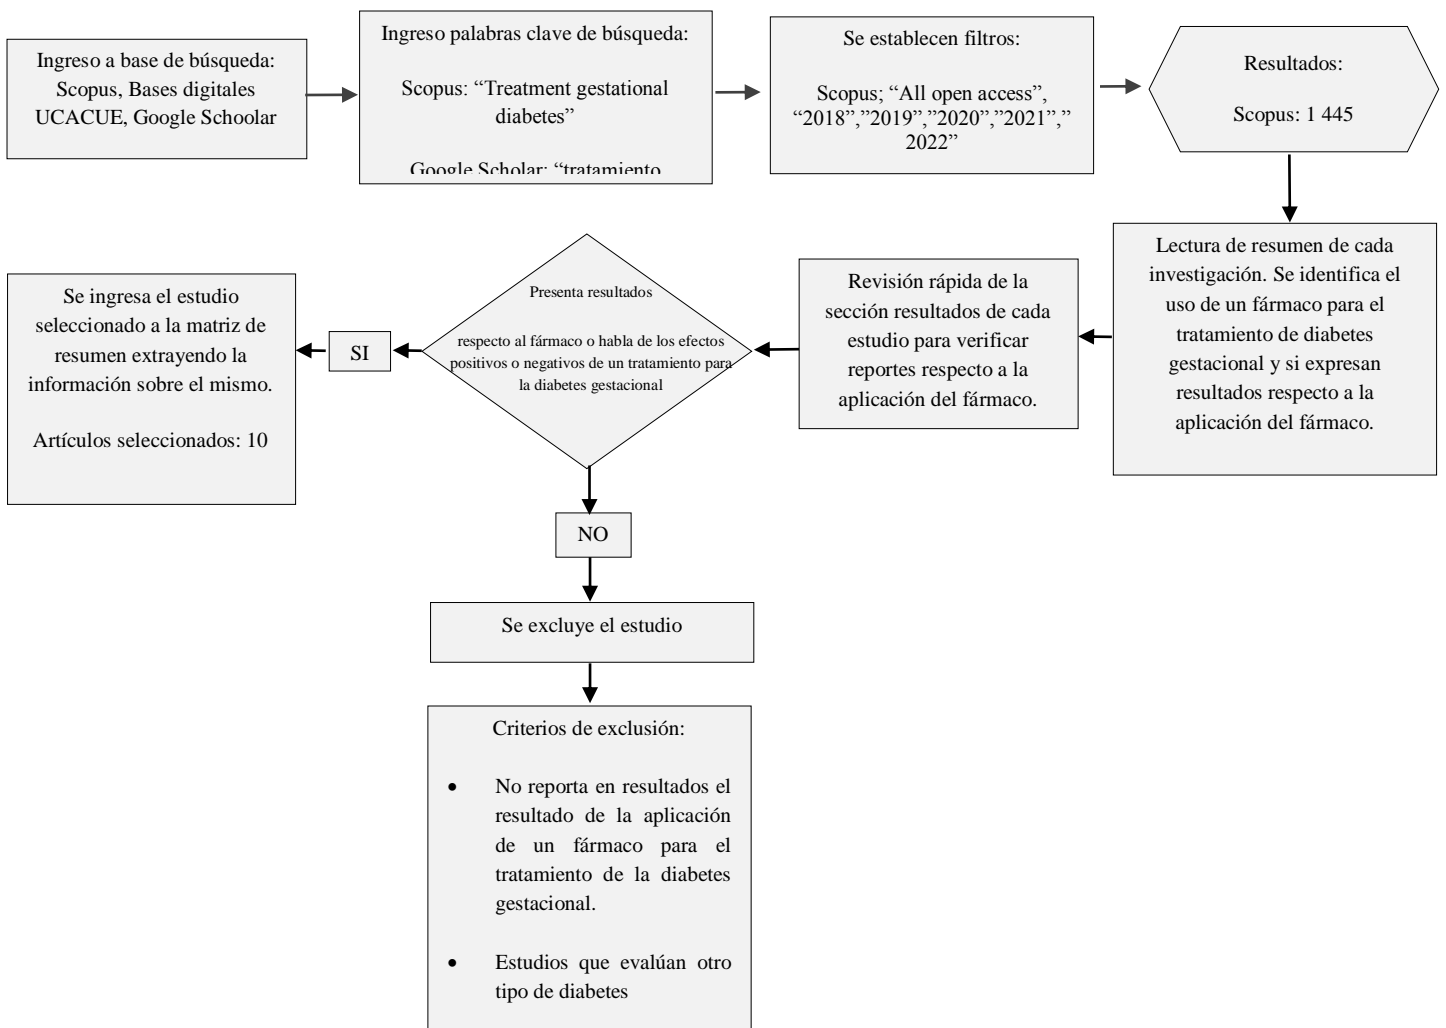 Ingreso a base de búsqueda:
Scopus, Bases digitales
UCACUE, Google Schoolar
Ingreso palabras clave de búsqueda:
Scopus: “Treatment gestational
diabetes”
Google Scholar: “tratamiento
Se establecen filtros:
Scopus; “All open access”,
“2018”,”2019”,”2020”,”2021”,”
2022”
Resultados:
Scopus: 1 445
Lectura de resumen de cada
investigación. Se identifica el
uso de un fármaco para el
tratamiento de diabetes
gestacional y si expresan
resultados respecto a la
aplicación del fármaco.
Revisión rápida de la
sección resultados de cada
estudio para verificar
reportes respecto a la
aplicación del fármaco.
Presenta resultados
respecto al fármaco o habla de los efectos
positivos o negativos de un tratamiento para
la diabetes gestacional
SI
Se ingresa el estudio
seleccionado a la matriz de
resumen extrayendo la
información sobre el mismo.
Artículos seleccionados: 10
NO
Se excluye el estudio
Criterios de exclusión:
• No reporta en resultados el
resultado de la aplicación
de un fármaco para el
tratamiento de la diabetes
gestacional.
• Estudios que evalúan otro
tipo de diabetes